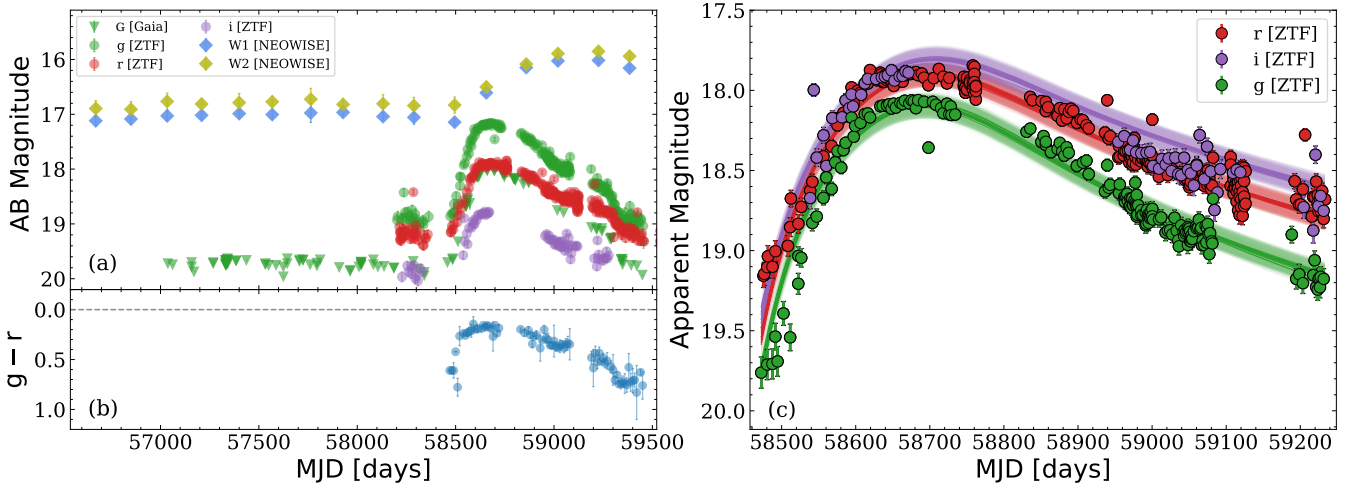 G [Gaia]
g [ZTF]
r [ZTF]
i [ZTF]
W1 [NEOWISE]
W2 [NEOWISE]
AB Magnitude
16
17
18
19
20
(a)
g − r
0.0
0.5
1.0
(b)
57000
57500
58000
58500
59000
59500
MJD [days]
Apparent Magnitude
17.5
18.0
18.5
19.0
19.5
20.0
r [ZTF]
i [ZTF]
g [ZTF]
(c)
58500
58600
58700
58800
58900
59000
59100
59200
MJD [days]